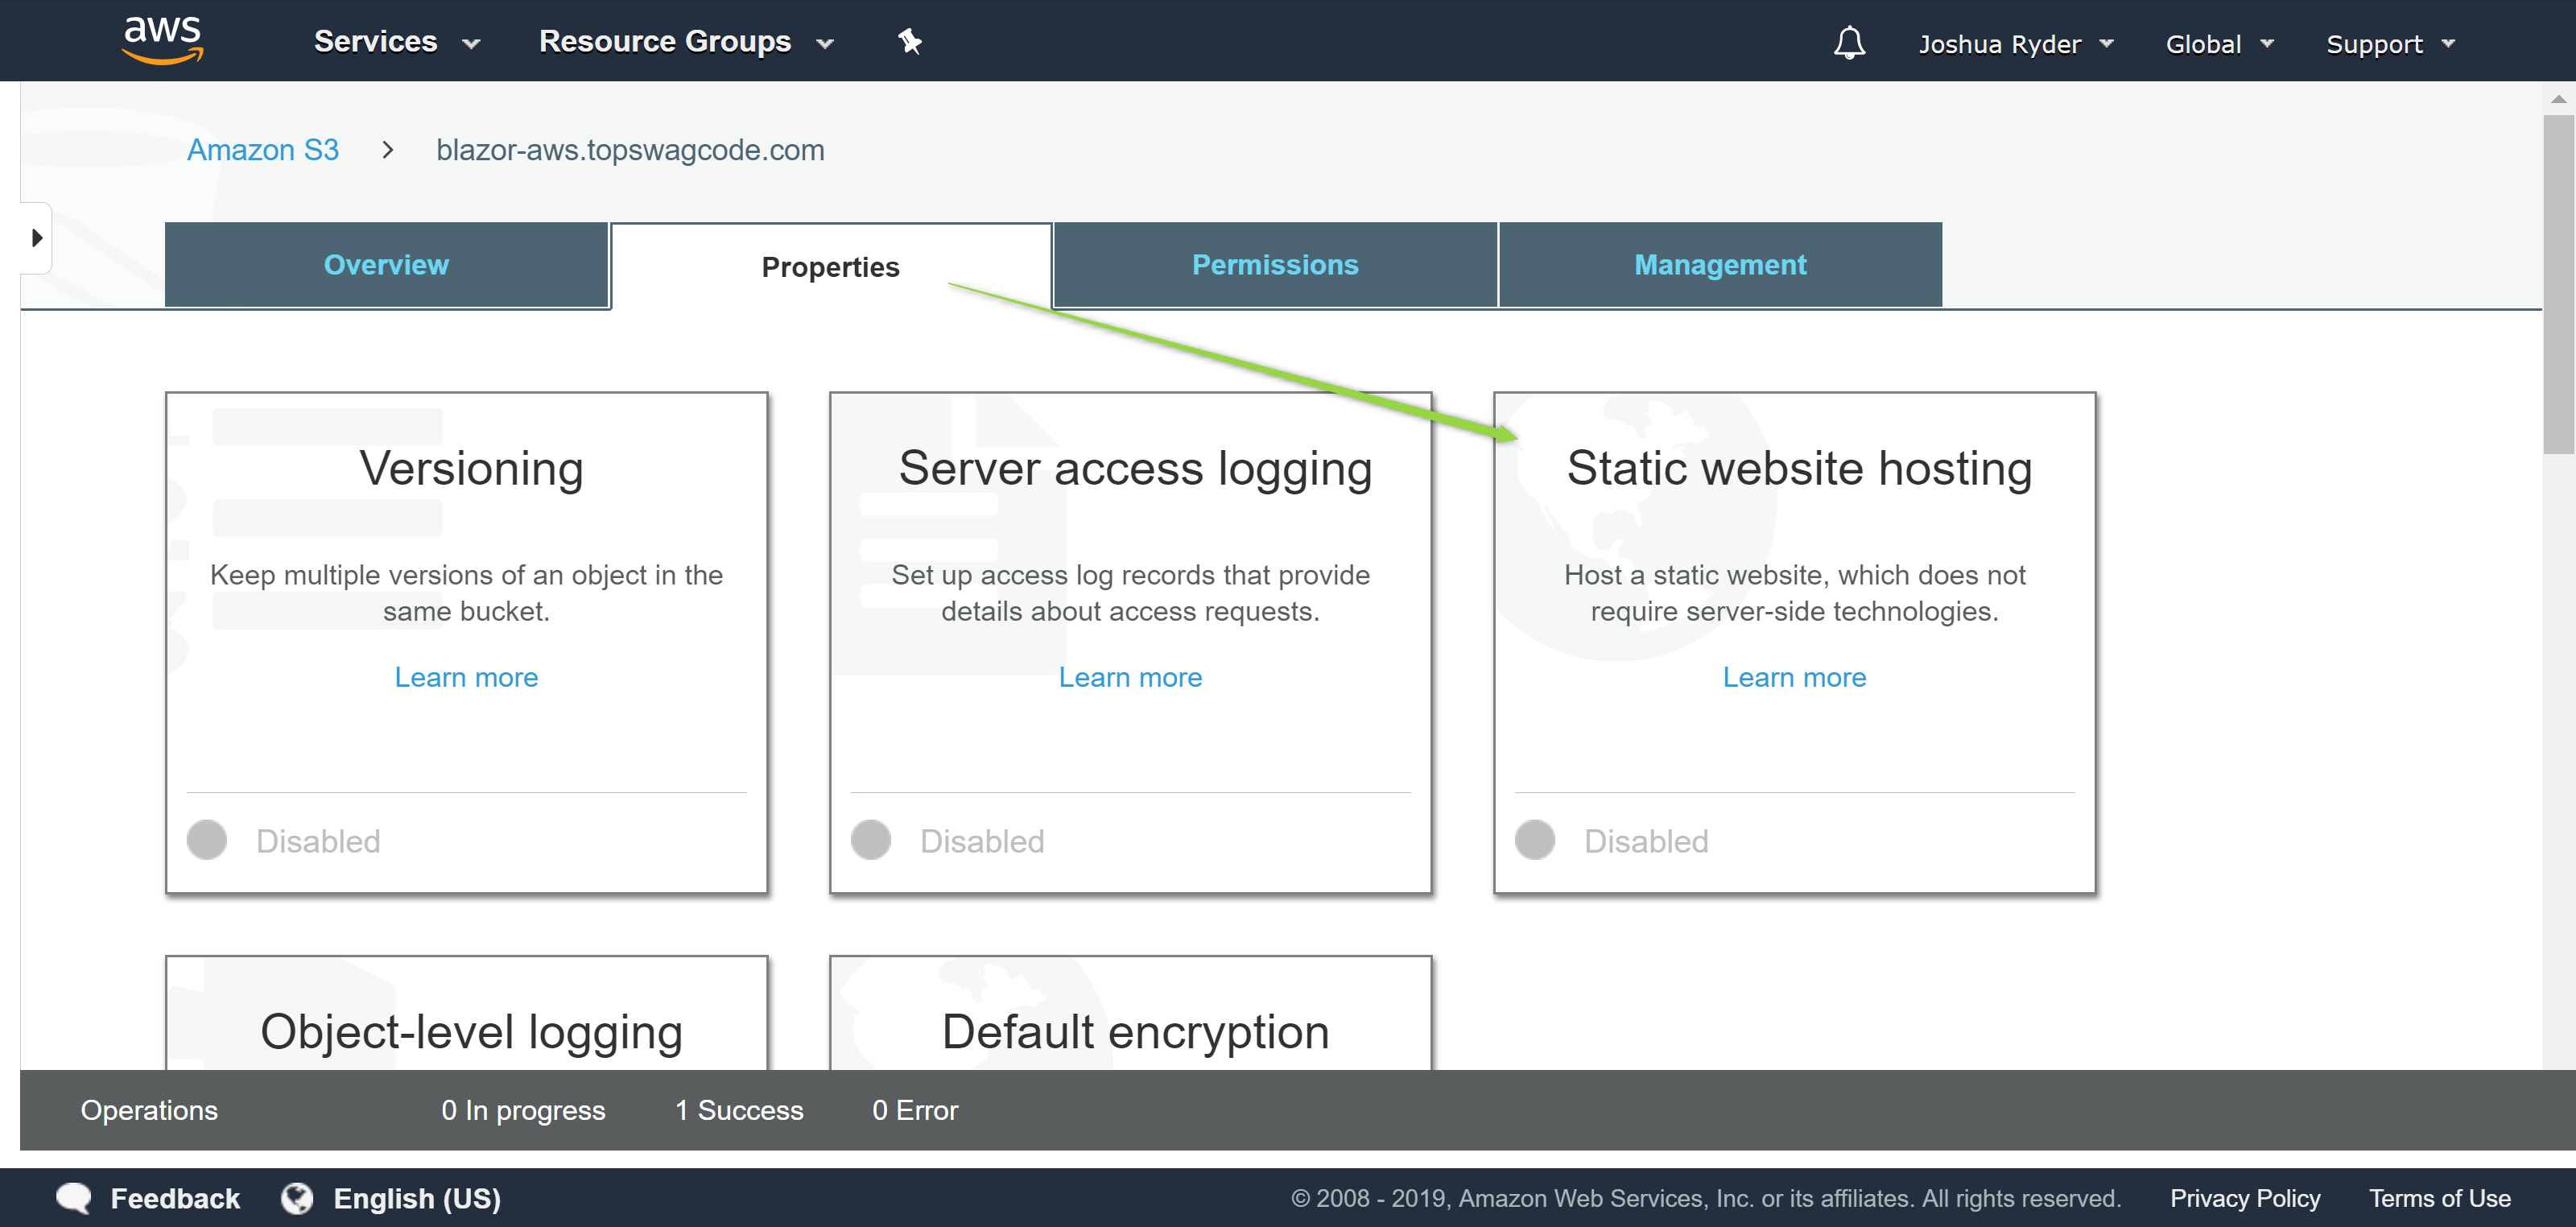 aws Services Resource Groups Joshua Ryder Global Support
Amazon S3 > blazor-aws.topswagcode.com
Overview Properties Permissions Management
Versioning
Keep multiple versions of an object in the
same bucket.
Learn more
Disabled
Server access logging
Set up access log records that provide
details about access requests.
Learn more
Disabled
Static website hosting
Host a static website, which does not
require server-side technologies.
Learn more
Disabled
Object-level logging
Default encryption
Operations 0 In progress 1 Success 0 Error
Feedback English (US) © 2008 - 2019, Amazon Web Services, Inc. or its affiliates. All rights reserved. Privacy Policy Terms of Use